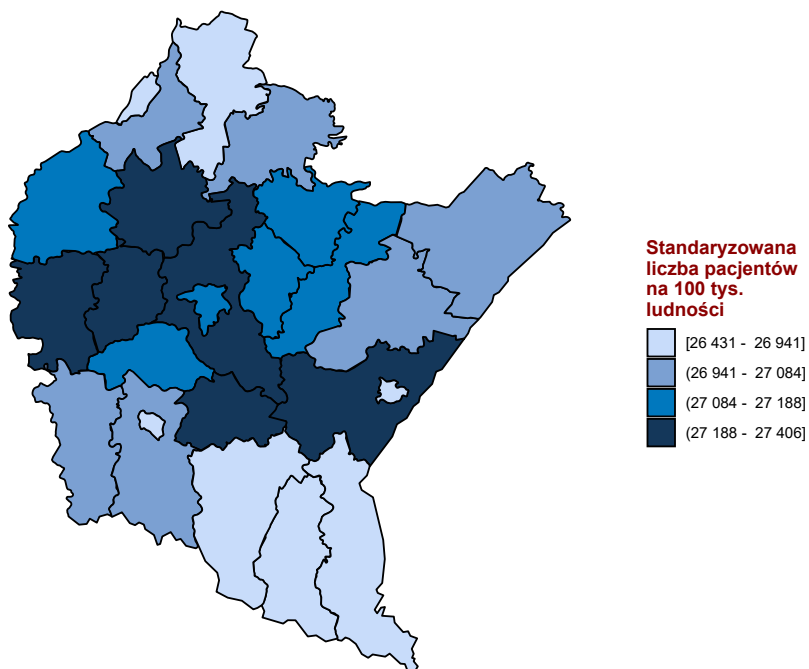 Standaryzowana
liczba pacjentów
na 100 tys.
ludności
[26 431 - 26 941]
(26 941 - 27 084]
(27 084 - 27 188]
(27 188 - 27 406]